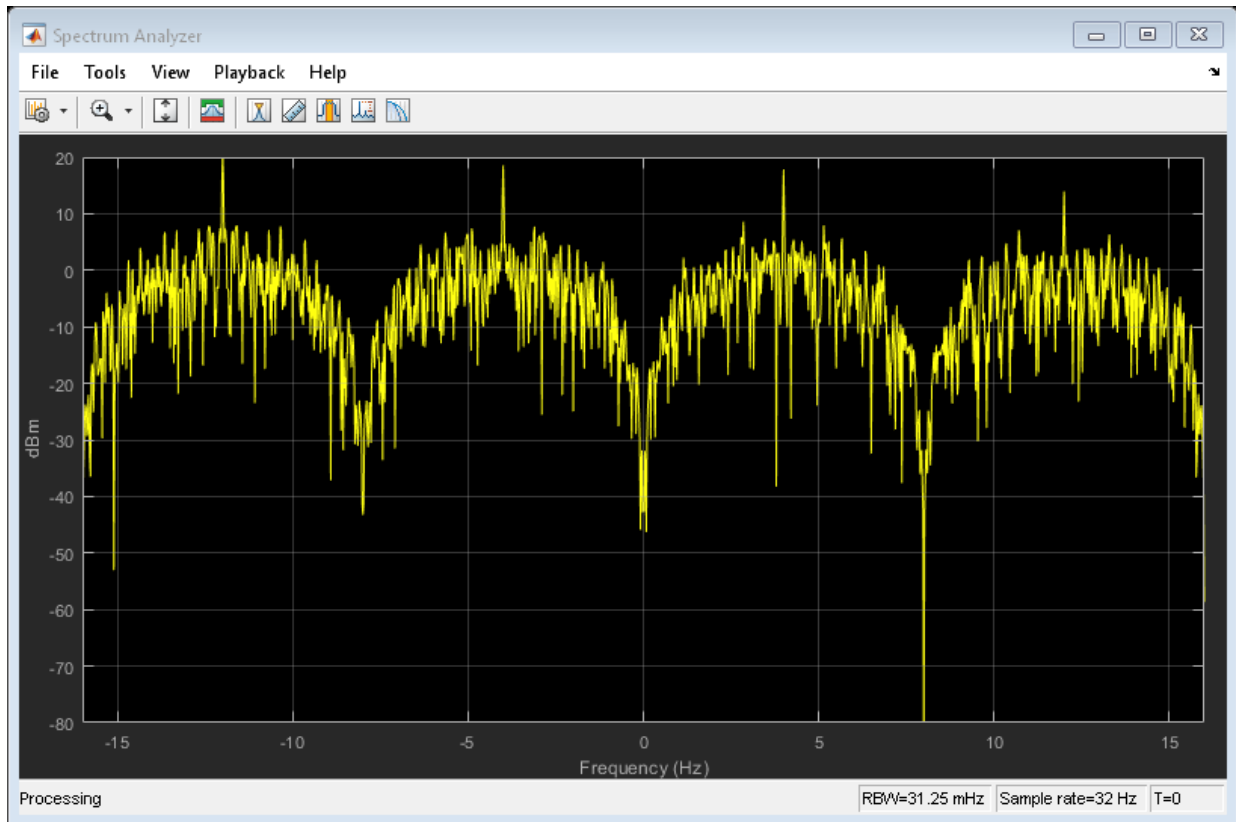 Spectrum Analyzer
File Tools View Playback Help
20
10
0
-10
-20
-30
-40
-50
-60
-70
-80
dBm
-15 -10 -5 0 5 10 15
Frequency (Hz)
Processing RBW=31.25 mHz Sample rate=32 Hz T=0